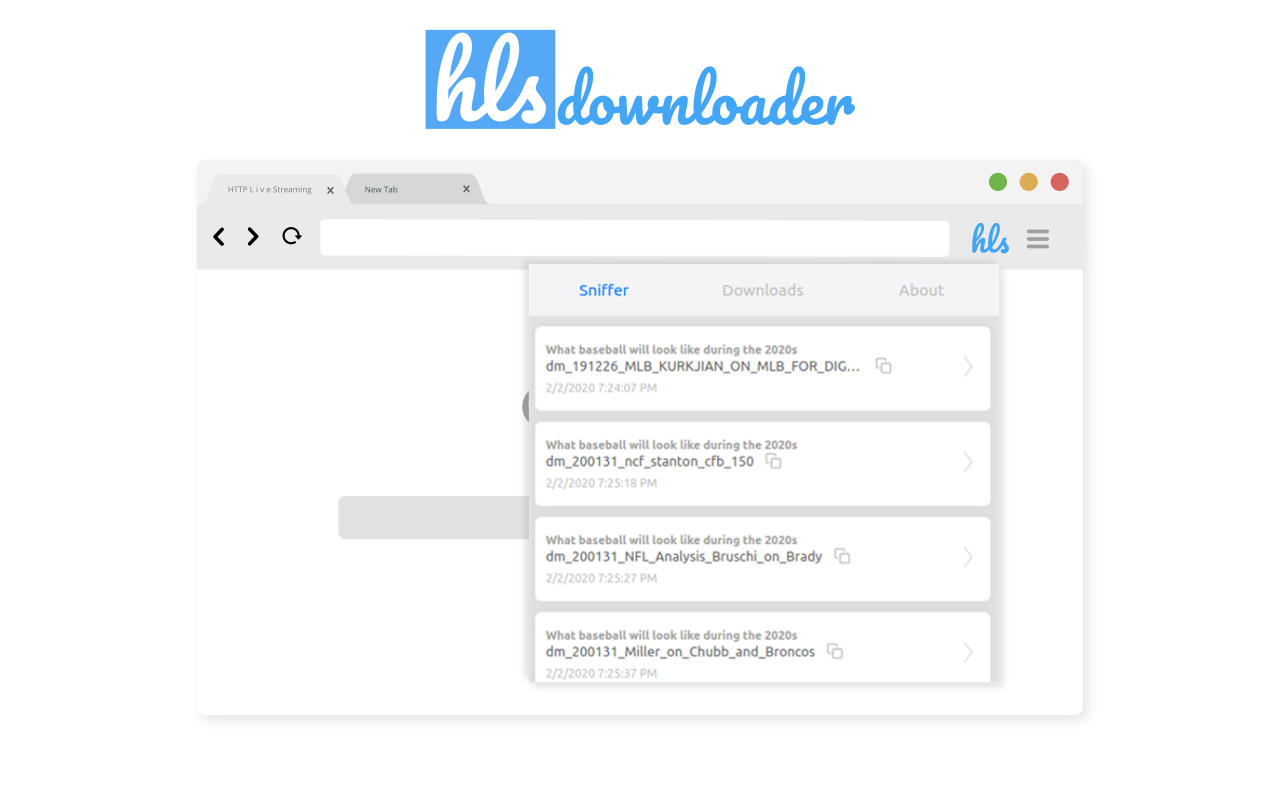 hls downloader
HTTP L i v e Streaming x New Tab x
hls
Sniffer Downloads About
What baseball will look like during the 2020s
dm_191226_MLB_KURKJIAN_ON_MLB_FOR_DIG...
2/2/2020 7:24:07 PM
What baseball will look like during the 2020s
dm_200131_ncf_stanton_cfb_150
2/2/2020 7:25:18 PM
What baseball will look like during the 2020s
dm_200131_NFL_Analysis_Bruschi_on_Brady
2/2/2020 7:25:27 PM
What baseball will look like during the 2020s
dm_200131_Miller_on_Chubb_and_Broncos
2/2/2020 7:25:37 PM